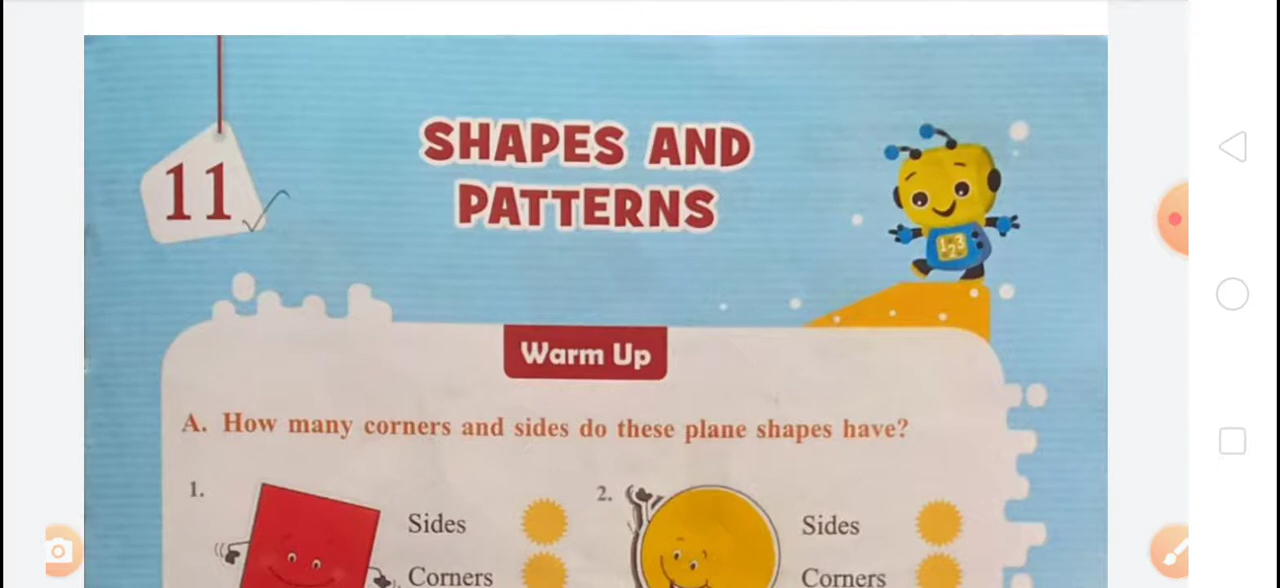 11
SHAPES AND
PATTERNS
123
Warm Up
A. How many corners and sides do these plane shapes have?
1.
Sides
Corners
2.
Sides
Corners